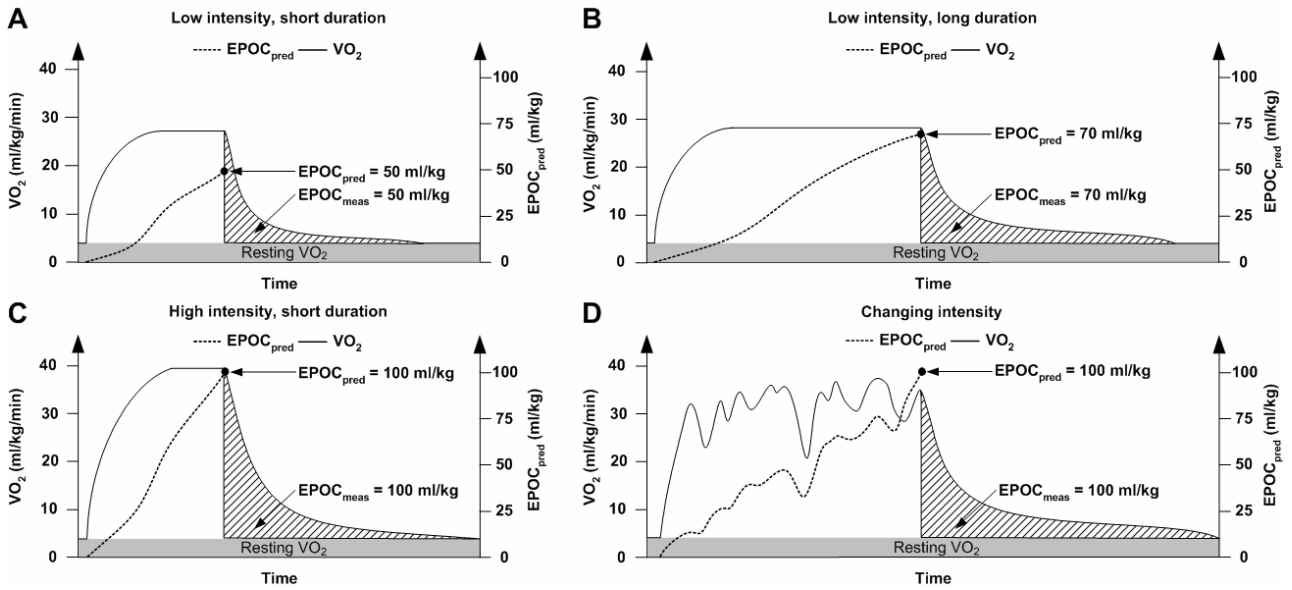 A
Low intensity, short duration
EPOCpred VO2
VO2 (ml/kg/min)
40
30
20
10
0
100
75
50
25
0
EPOCpred (ml/kg)
EPOCpred = 50 ml/kg
EPOCmeas = 50 ml/kg
Resting VO2
Time
B
Low intensity, long duration
EPOCpred VO2
VO2 (ml/kg/min)
40
30
20
10
0
100
75
50
25
0
EPOCpred (ml/kg)
EPOCpred = 70 ml/kg
EPOCmeas = 70 ml/kg
Resting VO2
Time
C
High intensity, short duration
EPOCpred VO2
VO2 (ml/kg/min)
40
30
20
10
0
100
75
50
25
0
EPOCpred (ml/kg)
EPOCpred = 100 ml/kg
EPOCmeas = 100 ml/kg
Resting VO2
Time
D
Changing intensity
EPOCpred VO2
VO2 (ml/kg/min)
40
30
20
10
0
100
75
50
25
0
EPOCpred (ml/kg)
EPOCpred = 100 ml/kg
EPOCmeas = 100 ml/kg
Resting VO2
Time